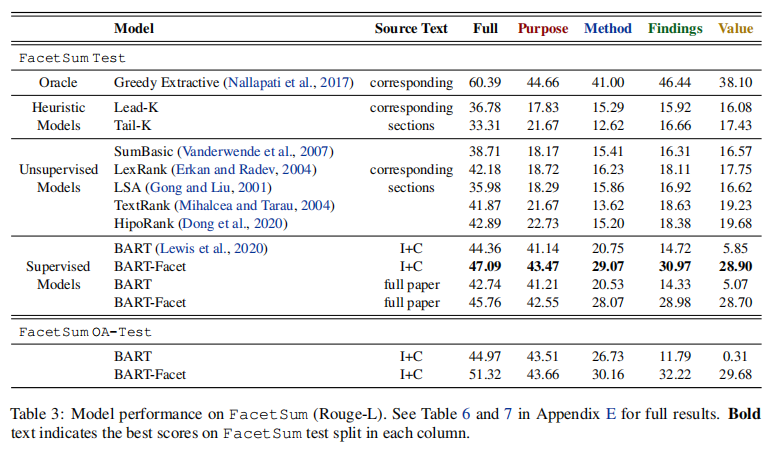 Model Source Text Full Purpose Method Findings Value
FacetSum Test
Oracle Greedy Extractive (Nallapati et al., 2017) corresponding 60.39 44.66 41.00 46.44 38.10
Heuristic Lead-K corresponding 36.78 17.83 15.29 15.92 16.08
Models Tail-K sections 33.31 21.67 12.62 16.66 17.43
SumBasic (Vanderwende et al., 2007) 38.71 18.17 15.41 16.31 16.57
Unsupervised LexRank (Erkan and Radev, 2004) corresponding 42.18 18.72 16.23 18.11 17.75
Models LSA (Gong and Liu, 2001) sections 35.98 18.29 15.86 16.92 16.62
TextRank (Mihalcea and Tarau, 2004) 41.87 21.67 13.62 18.63 19.23
HipoRank (Dong et al., 2020) 42.89 22.73 15.20 18.38 19.68
BART (Lewis et al., 2020) I+C 44.36 41.14 20.75 14.72 5.85
Supervised BART-Facet I+C 47.09 43.47 29.07 30.97 28.90
Models BART full paper 42.74 41.21 20.53 14.33 5.07
BART-Facet full paper 45.76 42.55 28.07 28.98 28.70
FacetSum OA-Test
BART I+C 44.97 43.51 26.73 11.79 0.31
BART-Facet I+C 51.32 43.66 30.16 32.22 29.68
Table 3: Model performance on FacetSum (Rouge-L). See Table 6 and 7 in Appendix E for full results. Bold
text indicates the best scores on FacetSum test split in each column.